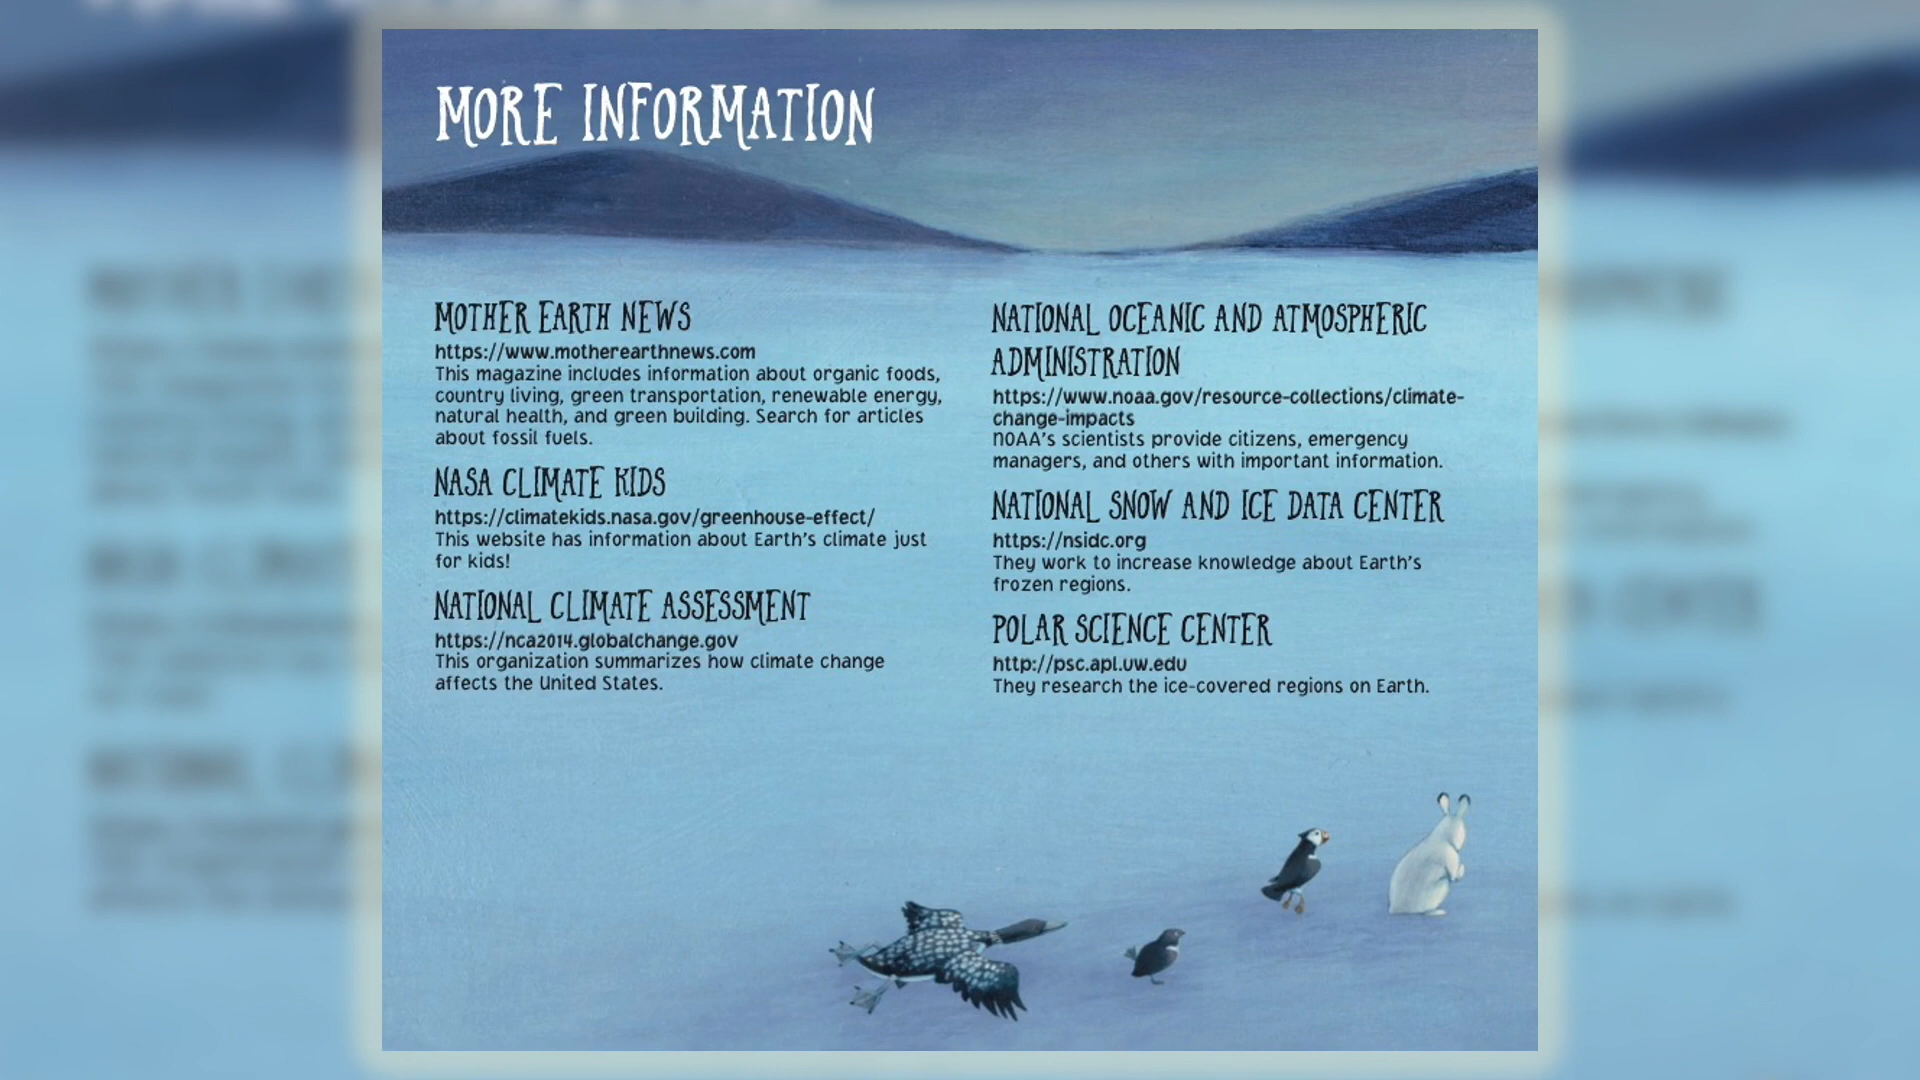 MORE INFORMATION
MOTHER EARTH NEWS
https://www.motherearthnews.com
This magazine includes information about organic foods,
country living, green transportation, renewable energy,
natural health, and green building. Search for articles
about fossil fuels.
NASA CLIMATE KIDS
https://climatekids.nasa.gov/greenhouse-effect/
This website has information about Earth's climate just
for kids!
NATIONAL CLIMATE ASSESSMENT
https://nca2014.globalchange.gov
This organization summarizes how climate change
affects the United States.
NATIONAL OCEANIC AND ATMOSPHERIC
ADMINISTRATION
https://www.noaa.gov/resource-collections/climate-
change-impacts
NOAA's scientists provide citizens, emergency
managers, and others with important information.
NATIONAL SNOW AND ICE DATA CENTER
https://nsidc.org
They work to increase knowledge about Earth's
frozen regions.
POLAR SCIENCE CENTER
http://psc.apl.uw.edu
They research the ice-covered regions on Earth.